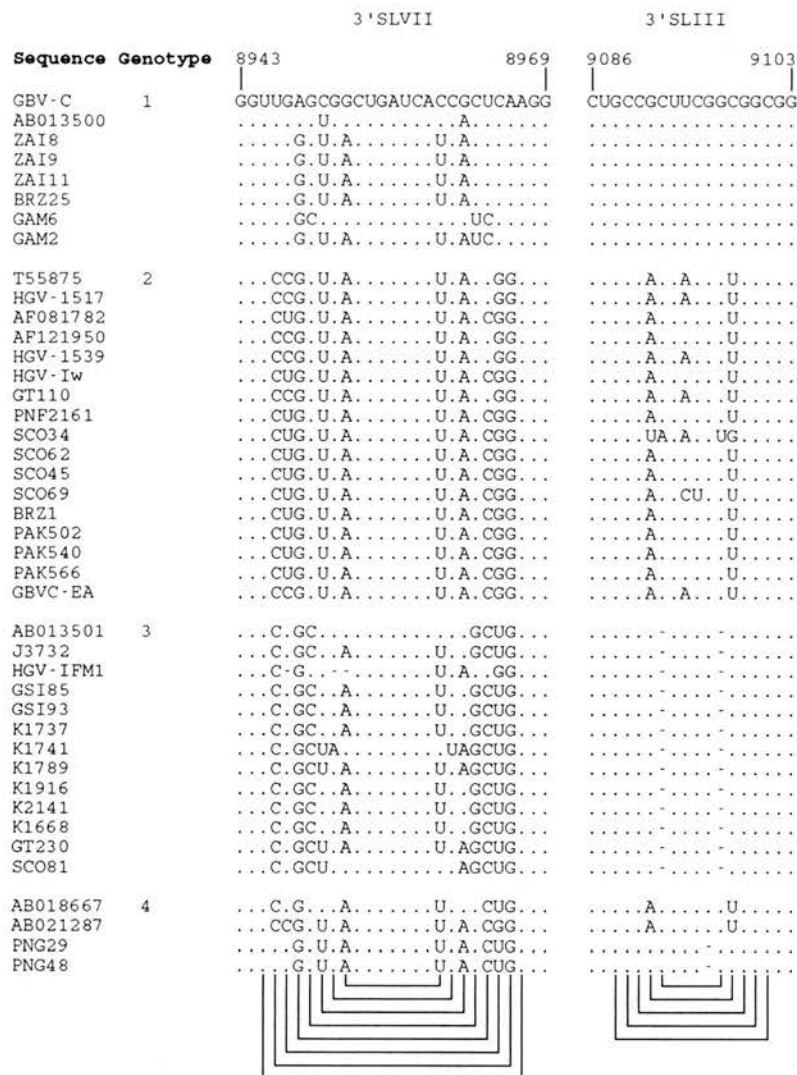 3'SLVII 3'SLIII
Sequence Genotype 8943 8969 9086 9103
GBV-C 1 GGUUGAGCGGCUGAUCACCGCUCAAGG CUGCCGCUUCGGCGGCGG
AB013500 .......U...........A....... ..................
ZAI8 .....G.U.A.......U.A....... ..................
ZAI9 .....G.U.A.......U.A....... ..................
ZAI11 .....G.U.A.......U.A....... ..................
BRZ25 .....G.U.A.......U.A....... ..................
GAM6 .....GC.............UC..... ..................
GAM2 .....G.U.A.......U.AUC..... ..................
T55875 2 ...CCG.U.A.......U.A..GG... .....A..A...U.....
HGV-1517 ...CCG.U.A.......U.A..GG... .....A..A...U.....
AF081782 ...CUG.U.A.......U.A.CGG... .....A......U.....
AF121950 ...CCG.U.A.......U.A..GG... .....A......U.....
HGV-1539 ...CCG.U.A.......U.A..GG... .....A..A...U.....
HGV-Iw ...CUG.U.A.......U.A.CGG... .....A......U.....
GT110 ...CCG.U.A.......U.A..GG... .....A..A...U.....
PNF2161 ...CUG.U.A.......U.A.CGG... .....A......U.....
SCO34 ...CUG.U.A.......U.A.CGG... .....UA.A..UG.....
SCO62 ...CUG.U.A.......U.A.CGG... .....A......U.....
SCO45 ...CUG.U.A.......U.A.CGG... .....A......U.....
SCO69 ...CUG.U.A.......U.A.CGG... .....A..CU..U.....
BRZ1 ...CUG.U.A.......U.A.CGG... .....A......U.....
PAK502 ...CUG.U.A.......U.A.CGG... .....A......U.....
PAK540 ...CUG.U.A.......U.A.CGG... .....A......U.....
PAK566 ...CUG.U.A.......U.A.CGG... .....A......U.....
GBVC-EA ...CCG.U.A.......U.A.CGG... .....A..A...U.....
AB013501 3 ...C.GC.............GCUG... ......-....-......
J3732 ...C.GC..A.......U..GCUG... ......-....-......
HGV-IFM1 ...C-G..--.......U.A..GG... ......-....-......
GSI85 ...C.GC..A.......U..GCUG... ......-....-......
GSI93 ...C.GC..A.......U..GCUG... ......-....-......
K1737 ...C.GC..A.......U..GCUG... ......-....-......
K1741 ...C.GCUA.........UAGCUG... ......-....-......
K1789 ...C.GCU.A.......U.AGCUG... ......-....-......
K1916 ...C.GC..A.......U..GCUG... ......-....-......
K2141 ...C.GC..A.......U..GCUG... ......-....-......
K1668 ...C.GC..A.......U..GCUG... ......-....-......
GT230 ...C.GCU.A.......U.AGCUG... ......-....-......
SCO81 ...C.GCU...........AGCUG... ......-....-......
AB018667 4 ...C.G...A.......U...CUG... .....A......U.....
AB021287 ...CCG.U.A.......U.A.CGG... .....A......U.....
PNG29 .....G.U.A.......U.A.CUG... ..........-.......
PNG48 .....G.U.A.......U.A.CUG... ..........-.......